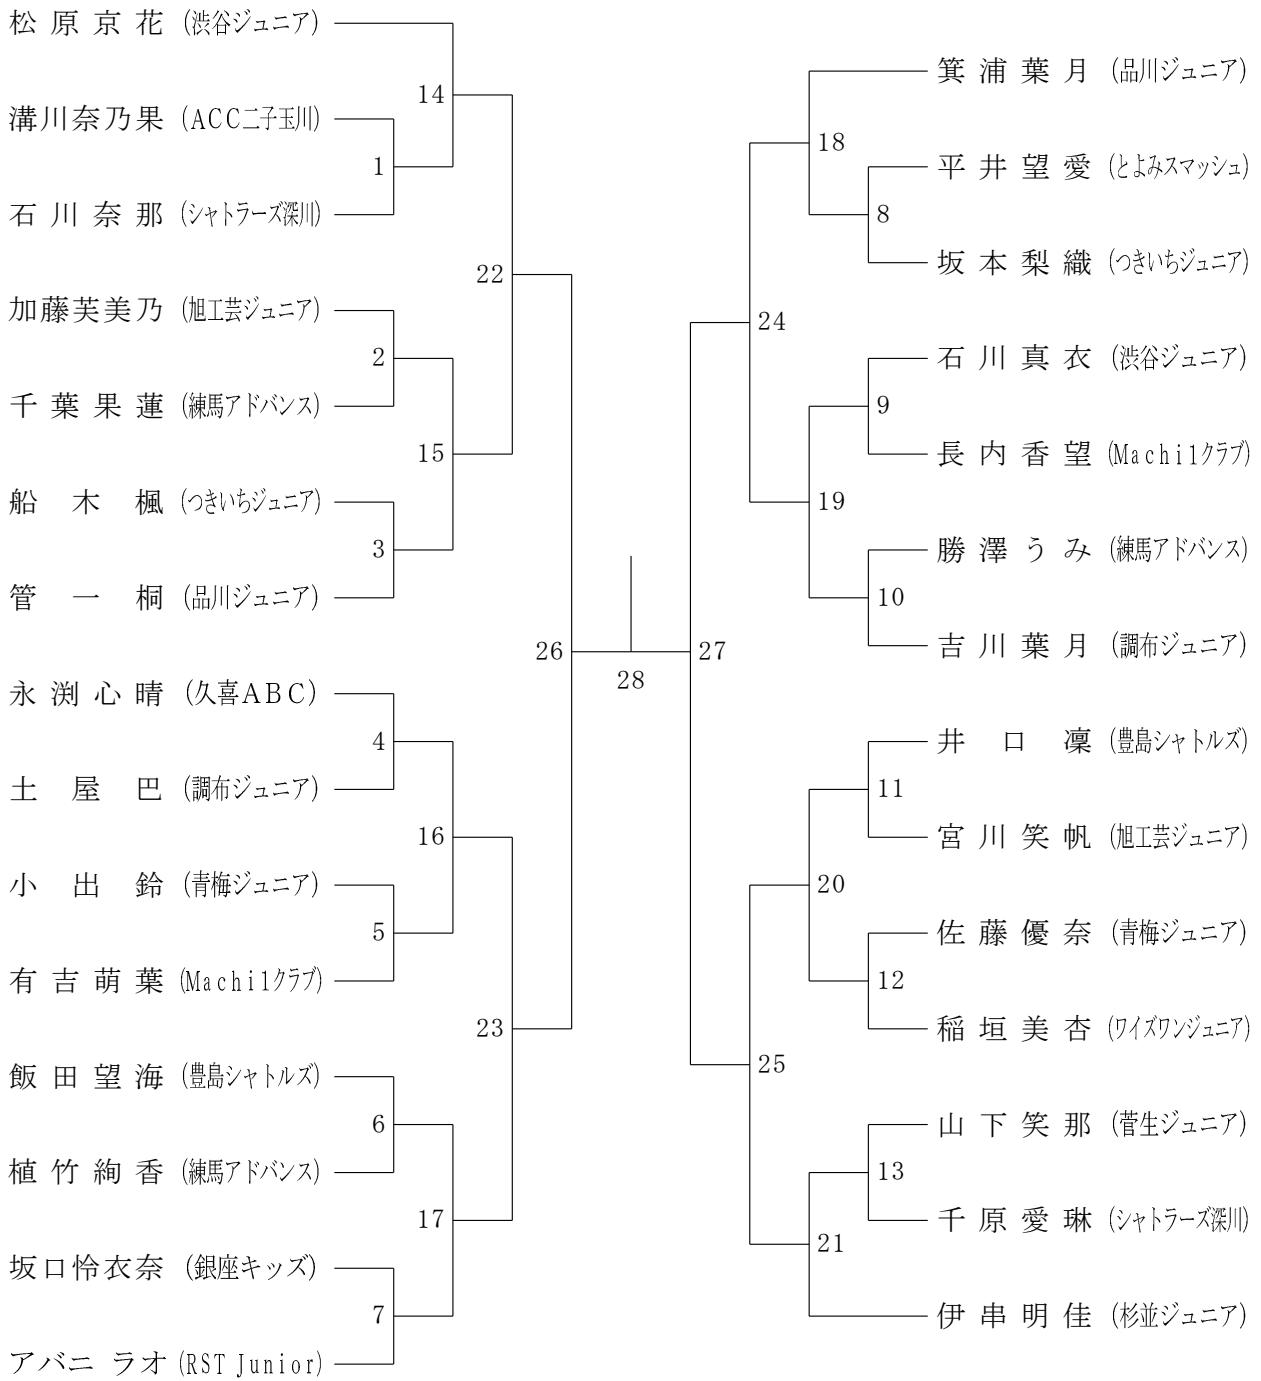 松原京花 (渋谷ジュニア)
14
溝川奈乃果 (ACC二子玉川)
1
石川奈那 (シャトラーズ深川)
22
加藤芙美乃 (旭工芸ジュニア)
2
千葉果蓮 (練馬アドバンス)
15
船木楓 (つきいちジュニア)
3
管一桐 (品川ジュニア)
26
永渕心晴 (久喜ABC)
4
土屋巴 (調布ジュニア)
16
小出鈴 (青梅ジュニア)
5
有吉萌葉 (Machi1クラブ)
23
飯田望海 (豊島シャトルズ)
6
植竹絢香 (練馬アドバンス)
17
坂口怜衣奈 (銀座キッズ)
7
アバニ ラオ (RST Junior)
28
箕浦葉月 (品川ジュニア)
18
平井望愛 (とよみスマッシュ)
8
坂本梨織 (つきいちジュニア)
24
石川真衣 (渋谷ジュニア)
9
長内香望 (Machi1クラブ)
19
勝澤うみ (練馬アドバンス)
10
吉川葉月 (調布ジュニア)
27
井口凜 (豊島シャトルズ)
11
宮川笑帆 (旭工芸ジュニア)
20
佐藤優奈 (青梅ジュニア)
12
稲垣美杏 (ワイズワンジュニア)
25
山下笑那 (菅生ジュニア)
13
千原愛琳 (シャトラーズ深川)
21
伊串明佳 (杉並ジュニア)